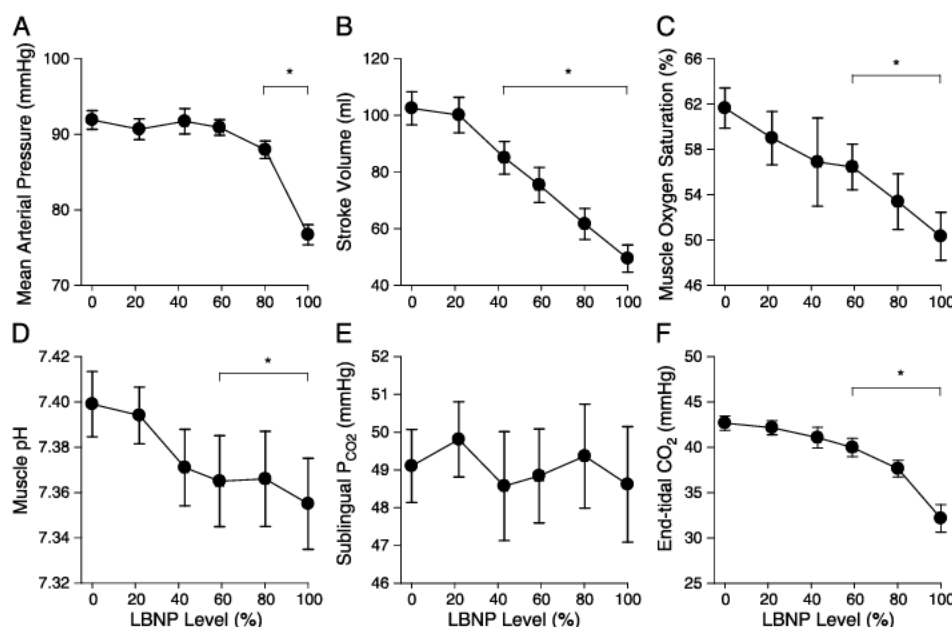 A
Mean Arterial Pressure (mmHg)
100
90
80
70
*
0 20 40 60 80 100
B
Stroke Volume (ml)
120
100
80
60
40
*
0 20 40 60 80 100
C
Muscle Oxygen Saturation (%)
66
62
58
54
50
46
*
0 20 40 60 80 100
D
Muscle pH
7.42
7.40
7.38
7.36
7.34
7.32
*
0 20 40 60 80 100
LBNP Level (%)
E
Sublingual PCO2 (mmHg)
52
51
50
49
48
47
46
0 20 40 60 80 100
LBNP Level (%)
F
End-tidal CO2 (mmHg)
50
45
40
35
30
25
*
0 20 40 60 80 100
LBNP Level (%)